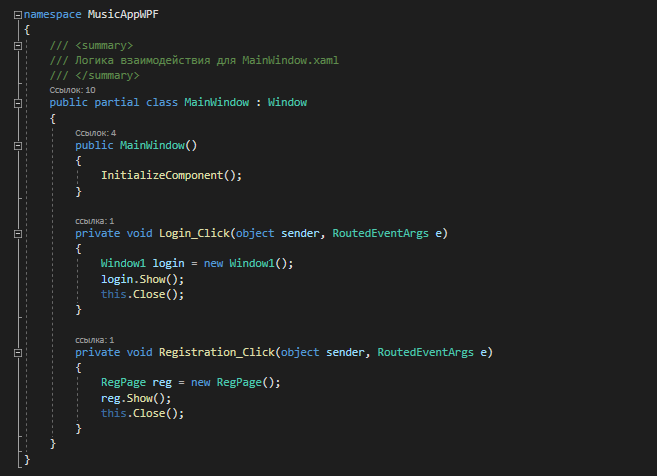 namespace MusicAppWPF
{
/// <summary>
/// Логика взаимодействия для MainWindow.xaml
/// </summary>
Ссылок: 10
public partial class MainWindow : Window
{
Ссылок: 4
public MainWindow()
{
InitializeComponent();
}
ссылка: 1
private void Login_Click(object sender, RoutedEventArgs e)
{
Window1 login = new Window1();
login.Show();
this.Close();
}
ссылка: 1
private void Registration_Click(object sender, RoutedEventArgs e)
{
RegPage reg = new RegPage();
reg.Show();
this.Close();
}
}
}